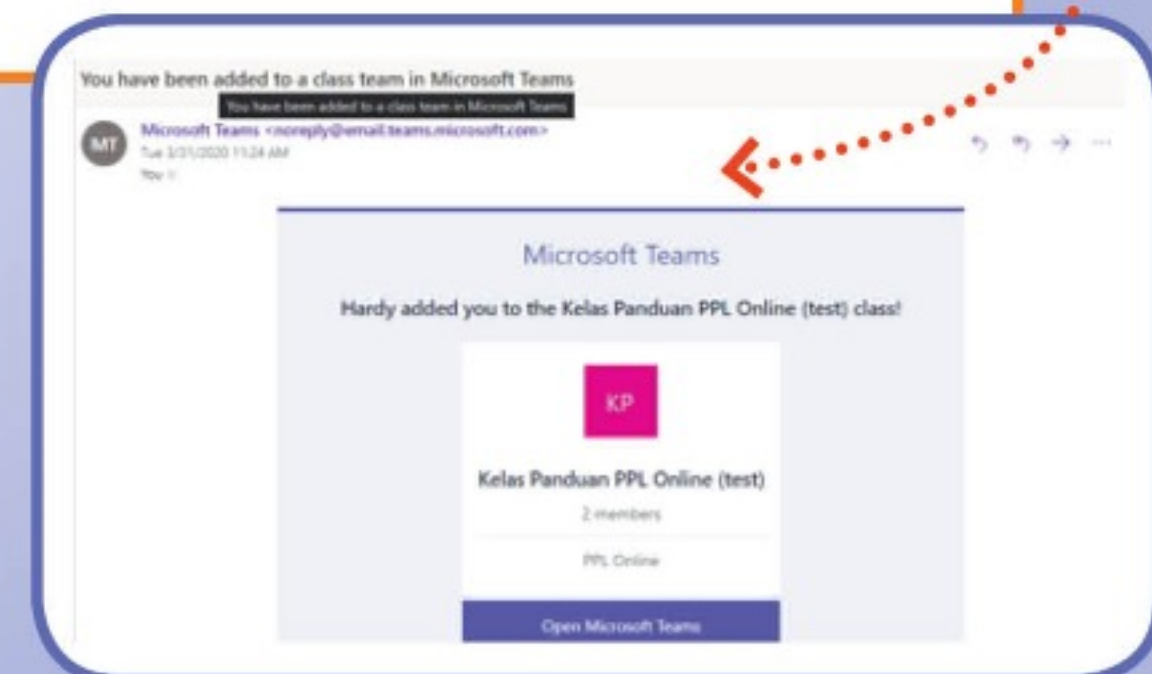 You have been added to a class team in Microsoft Teams
You have been added to a class team in Microsoft Teams
MT
Microsoft Teams <noreply@email.teams.microsoft.com>
Tue 3/31/2020 11:24 AM
You
Microsoft Teams
Hardy added you to the Kelas Panduan PPL Online (test) class!
KP
Kelas Panduan PPL Online (test)
2 members
PPL Online
Open Microsoft Teams